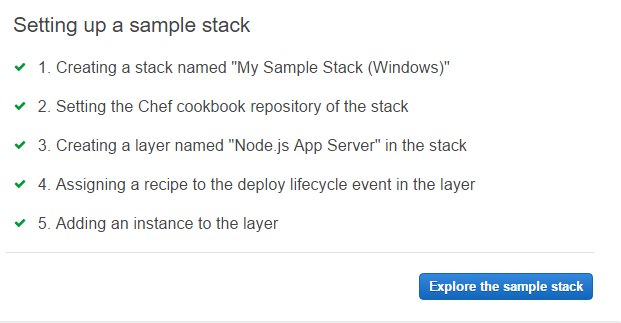 Setting up a sample stack
1. Creating a stack named "My Sample Stack (Windows)"
2. Setting the Chef cookbook repository of the stack
3. Creating a layer named "Node.js App Server" in the stack
4. Assigning a recipe to the deploy lifecycle event in the layer
5. Adding an instance to the layer
Explore the sample stack